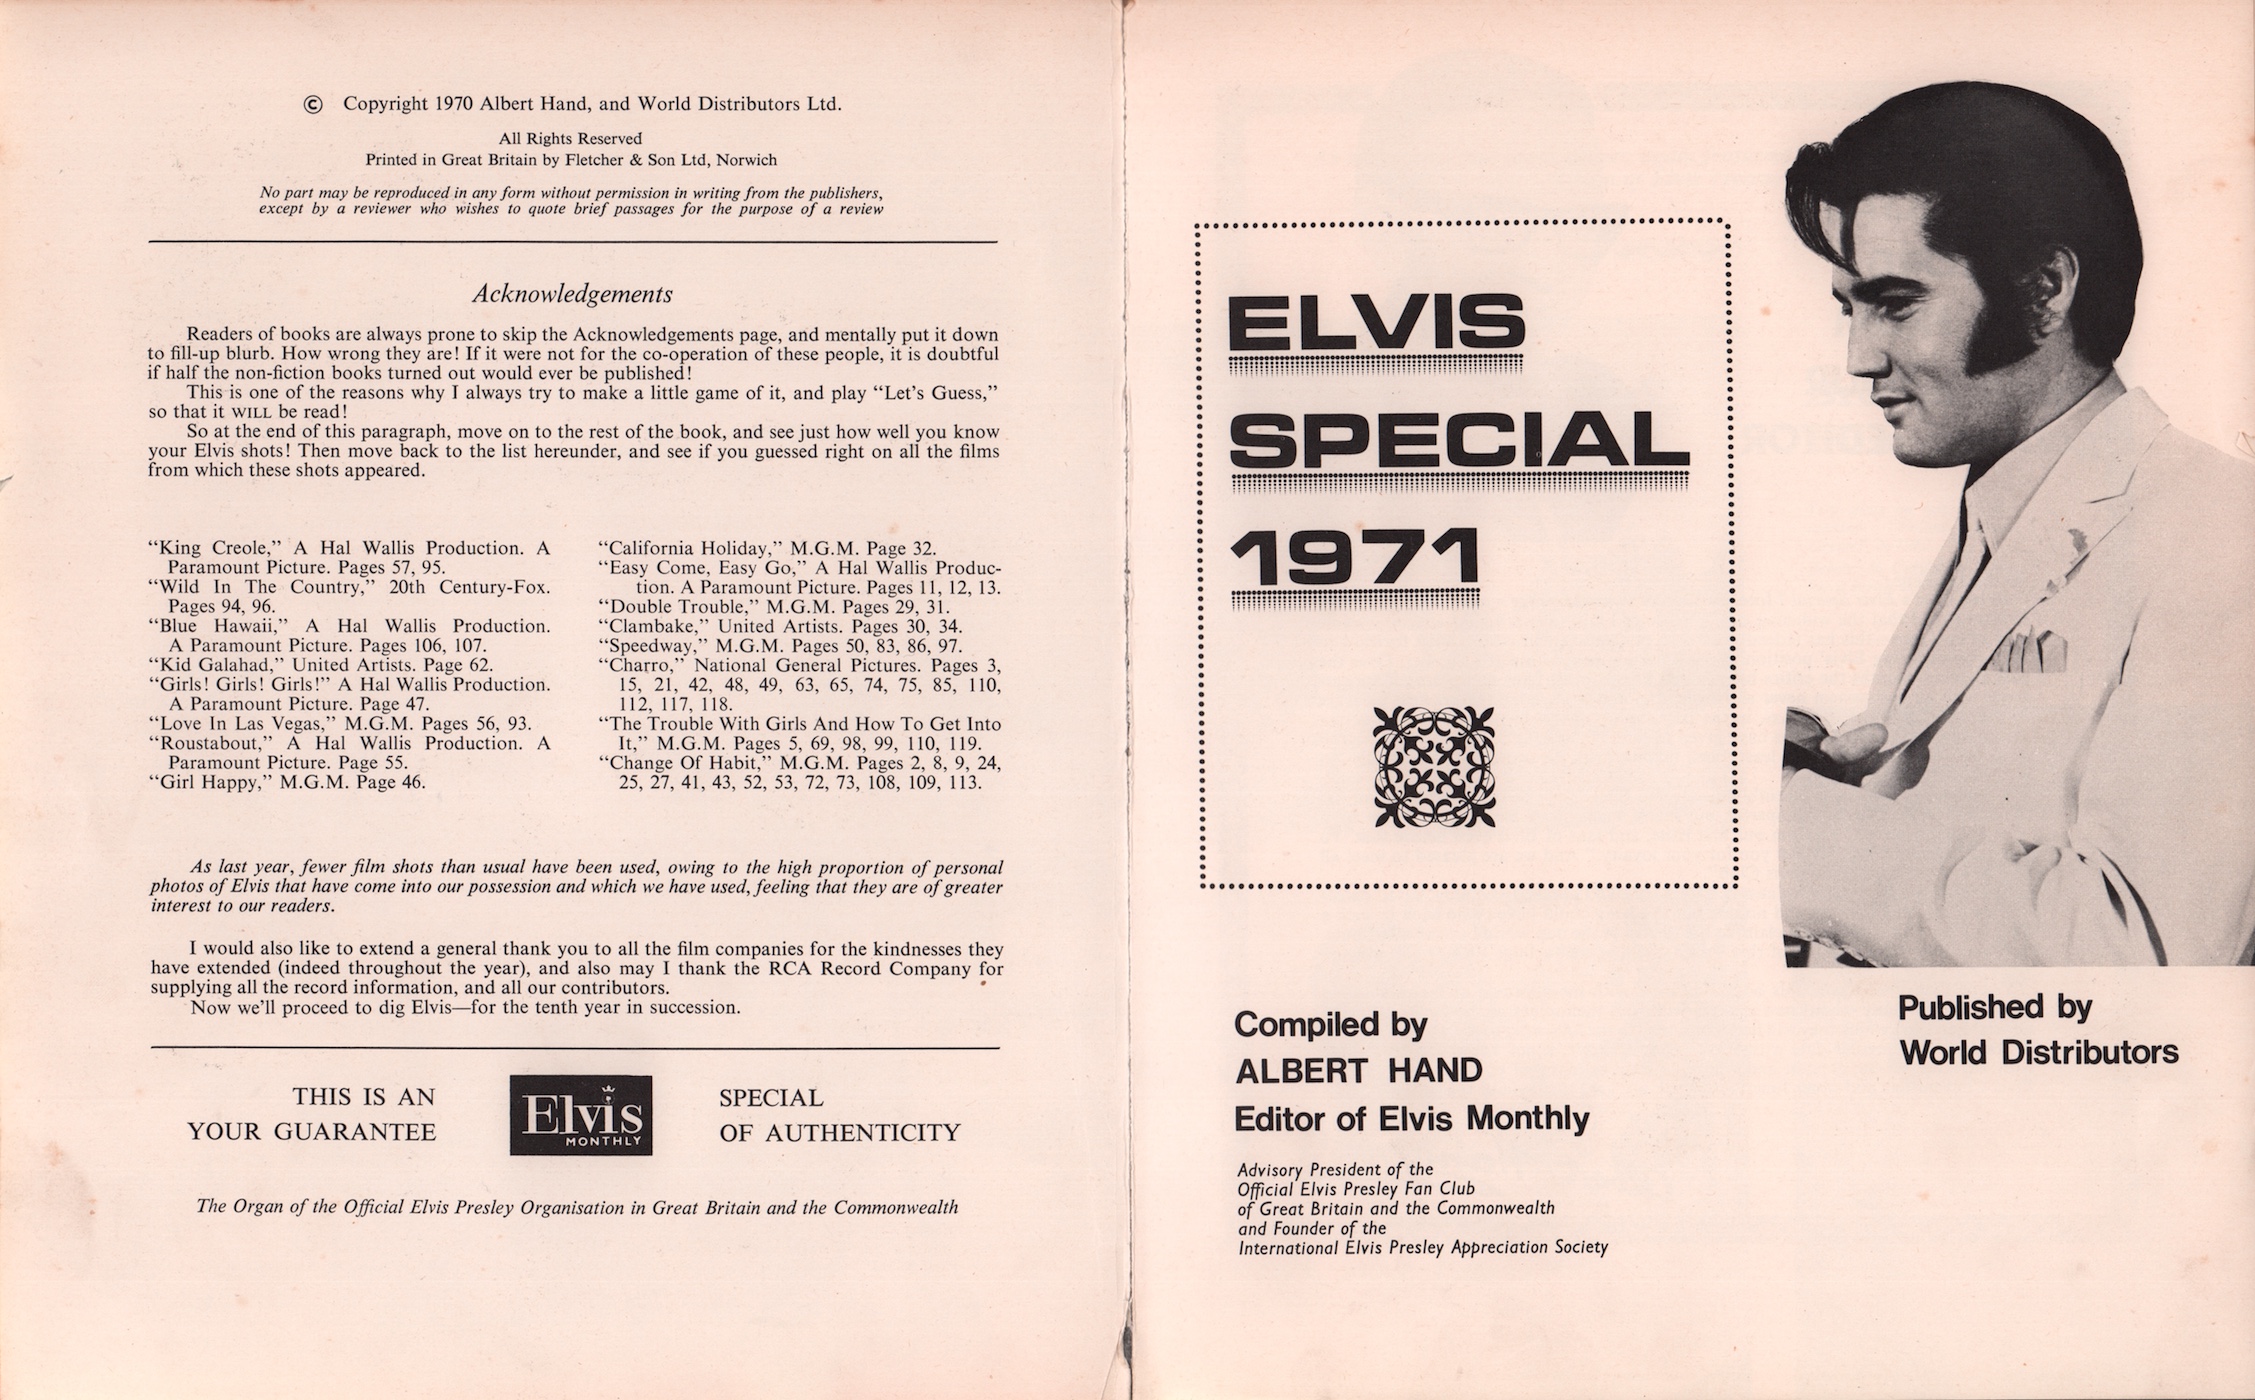 © Copyright 1970 Albert Hand, and World Distributors Ltd.
All Rights Reserved
Printed in Great Britain by Fletcher & Son Ltd, Norwich
No part may be reproduced in any form without permission in writing from the publishers,
except by a reviewer who wishes to quote brief passages for the purpose of a review
Acknowledgements
Readers of books are always prone to skip the Acknowledgements page, and mentally put it down
to fill-up blurb. How wrong they are! If it were not for the co-operation of these people, it is doubtful
if half the non-fiction books turned out would ever be published!
This is one of the reasons why I always try to make a little game of it, and play “Let’s Guess,”
so that it WILL be read!
So at the end of this paragraph, move on to the rest of the book, and see just how well you know
your Elvis shots! Then move back to the list hereunder, and see if you guessed right on all the films
from which these shots appeared.
“King Creole,” A Hal Wallis Production. A
Paramount Picture. Pages 57, 95.
“Wild In The Country,” 20th Century-Fox.
Pages 94, 96.
“Blue Hawaii,” A Hal Wallis Production.
A Paramount Picture. Pages 106, 107.
“Kid Galahad,” United Artists. Page 62.
“Girls! Girls! Girls!” A Hal Wallis Production.
A Paramount Picture. Page 47.
“Love In Las Vegas,” M.G.M. Pages 56, 93.
“Roustabout,” A Hal Wallis Production. A
Paramount Picture. Page 55.
“Girl Happy,” M.G.M. Page 46.
“California Holiday,” M.G.M. Page 32.
“Easy Come, Easy Go,” A Hal Wallis Produc-
tion. A Paramount Picture. Pages 11, 12, 13.
“Double Trouble,” M.G.M. Pages 29, 31.
“Clambake,” United Artists. Pages 30, 34.
“Speedway,” M.G.M. Pages 50, 83, 86, 97.
“Charro,” National General Pictures. Pages 3,
15, 21, 42, 48, 49, 63, 65, 74, 75, 85, 110,
112, 117, 118.
“The Trouble With Girls And How To Get Into
It,” M.G.M. Pages 5, 69, 98, 99, 110, 119.
“Change Of Habit,” M.G.M. Pages 2, 8, 9, 24,
25, 27, 41, 43, 52, 53, 72, 73, 108, 109, 113.
As last year, fewer film shots than usual have been used, owing to the high proportion of personal
photos of Elvis that have come into our possession and which we have used, feeling that they are of greater
interest to our readers.
I would also like to extend a general thank you to all the film companies for the kindnesses they
have extended (indeed throughout the year), and also may I thank the RCA Record Company for
supplying all the record information, and all our contributors.
Now we’ll proceed to dig Elvis—for the tenth year in succession.
THIS IS AN Elvis SPECIAL
YOUR GUARANTEE MONTHLY OF AUTHENTICITY
The Organ of the Official Elvis Presley Organisation in Great Britain and the Commonwealth
ELVIS
SPECIAL
1971
Compiled by
ALBERT HAND
Editor of Elvis Monthly
Advisory President of the
Official Elvis Presley Fan Club
of Great Britain and the Commonwealth
and Founder of the
International Elvis Presley Appreciation Society
Published by
World Distributors